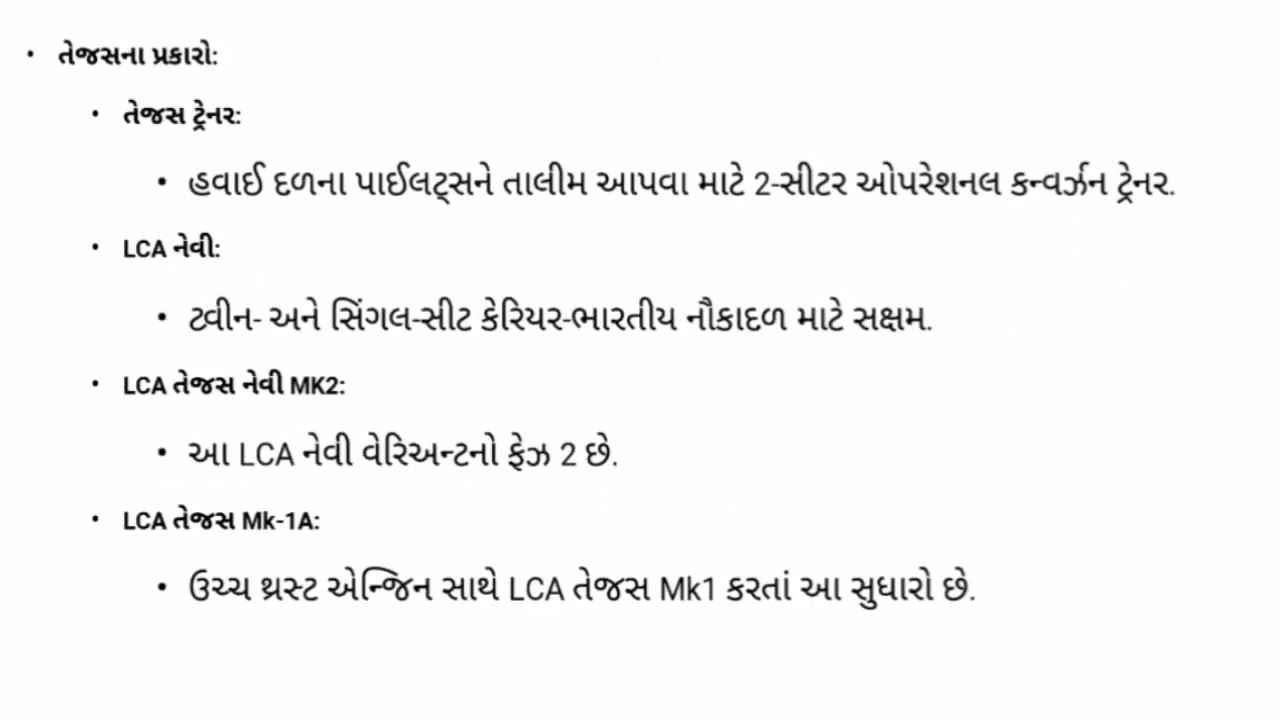 • તેજસના પ્રકારો:
• તેજસ ટ્રેનર:
• હવાઈ દળના પાઈલટ્સને તાલીમ આપવા માટે 2-સીટર ઓપરેશનલ કન્વર્ઝન ટ્રેનર.
• LCA નેવી:
• ટ્વીન- અને સિંગલ-સીટ કેરિયર-ભારતીય નૌકાદળ માટે સક્ષમ.
• LCA તેજસ નેવી MK2:
• આ LCA નેવી વેરિઅન્ટનો ફેઝ 2 છે.
• LCA તેજસ Mk-1A:
• ઉચ્ચ થ્રસ્ટ એન્જિન સાથે LCA તેજસ Mk1 કરતાં આ સુધારો છે.